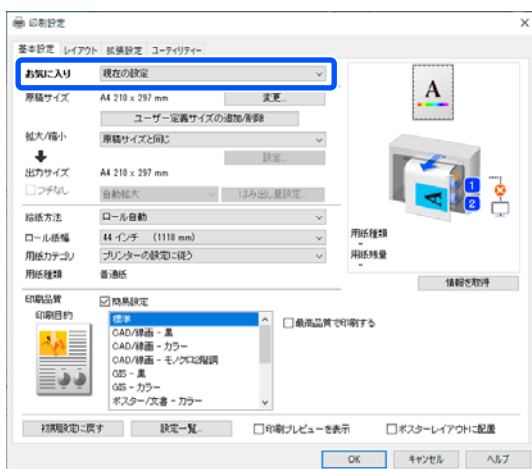 印刷設定
基本設定 レイアウト 拡張設定 ユーティリティー
お気に入り 現在の設定
原稿サイズ A4 210 x 297 mm 変更...
ユーザー定義サイズの追加/削除
拡大/縮小 原稿サイズと同じ
設定...
出力サイズ A4 210 x 297 mm
フチなし 自動拡大 はみ出し量設定...
給紙方法 ロール自動
ロール紙幅 44 インチ (1118 mm)
用紙カテゴリ プリンターの設定に従う
用紙種類 普通紙
印刷品質 簡易設定
印刷目的 標準
CAD/線画 - 黒
CAD/線画 - カラー
CAD/線画 - モノクロ2階調
GIS - 黒
GIS - カラー
ポスター/文書 - カラー
最高品質で印刷する
A
A
1
2
用紙種類
-
用紙残量
-
情報を取得
初期設定に戻す 設定一覧... 印刷プレビューを表示 ポスターレイアウトに配置
OK キャンセル ヘルプ